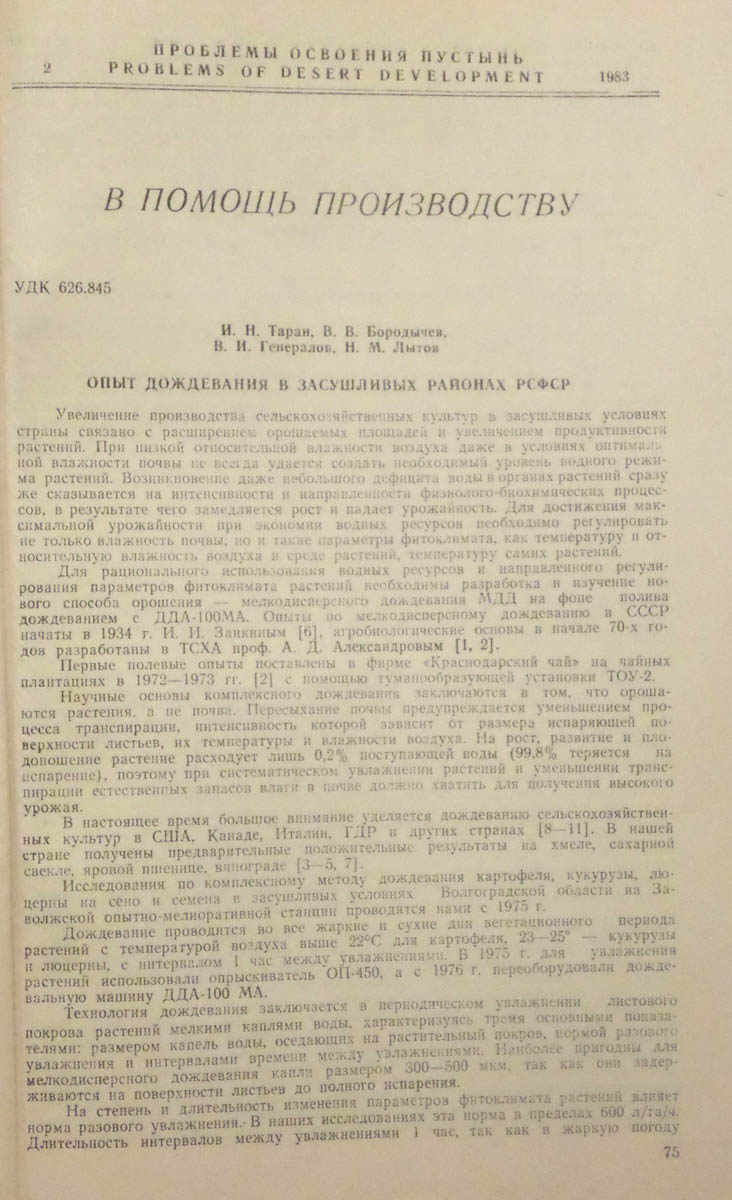 ПРОБЛЕМЫ ОСВОЕНИЯ ПУСТЫНЬ
2 PROBLEMS OF DESERT DEVELOPMENT 1983
В ПОМОЩЬ ПРОИЗВОДСТВУ
УДК 626.845
И. Н. Таран, В. В. Бородычев,
В. И. Генералов, Н. М. Лытов
ОПЫТ ДОЖДЕВАНИЯ В ЗАСУШЛИВЫХ РАЙОНАХ РСФСР
Увеличение производства сельскохозяйственных культур в засушливых условиях
страны связано с расширением орошаемых площадей и увеличением продуктивности
растений. При низкой относительной влажности воздуха даже в условиях оптималь
ной влажности почвы не всегда удается создать необходимый уровень водного режи-
ма растений. Возникновение даже небольшого дефицита воды в органах растений сразу
же сказывается на интенсивности и направленности физиолого-биохимических процес-
сов, в результате чего замедляется рост и падает урожайность. Для достижения мак-
симальной урожайности при экономии водных ресурсов необходимо регулировать
не только влажность почвы, но и такие параметры фитоклимата, как температуру и от-
носительную влажность воздуха в среде растений, температуру самих растений.
Для рационального использования водных ресурсов и направленного регули-
рования параметров фитоклимата растений необходимы разработка и изучение но-
вого способа орошения — мелкодисперсного дождевания МДД на фоне полива
дождеванием с ДДА-100МА. Опыты по мелкодисперсному дождеванию в СССР
начаты в 1934 г. И. И. Заикиным [6], агробиологические основы в начале 70-х го-
дов разработаны в ТСХА проф. А. Д. Александровым [1, 2].
Первые полевые опыты поставлены в фирме «Краснодарский чай» на чайных
плантациях в 1972—1973 гг. [2] с помощью туманообразующей установки ТОУ-2.
Научные основы комплексного дождевания заключаются в том, что ороша-
ются растения, а не почва. Пересыхание почвы предупреждается уменьшением про-
цесса транспирации, интенсивность которой зависит от размера испаряющей по-
верхности листьев, их температуры и влажности воздуха. На рост, развитие и пло-
доношение растение расходует лишь 0,2% поступающей воды (99,8% теряется на
испарение), поэтому при систематическом увлажнении растений и уменьшении транс-
пирации естественных запасов влаги в почве должно хватить для получения высокого
урожая.
В настоящее время большое внимание уделяется дождеванию сельскохозяйствен-
ных культур в США, Канаде, Италии, ГДР и других странах [8—11]. В нашей
стране получены предварительные положительные результаты на хмеле, сахарной
свекле, яровой пшенице, винограде [3—5, 7].
Исследования по комплексному методу дождевания картофеля, кукурузы, лю-
церны на сено и семена в засушливых условиях Волгоградской области на За-
волжской опытно-мелиоративной станции проводятся нами с 1975 г.
Дождевание проводится во все жаркие и сухие дни вегетационного периода
растений с температурой воздуха выше 22°С для картофеля, 23—25° — кукурузы
и люцерны, с интервалом 1 час между увлажнениями. В 1975 г. для увлажнения
растений использовали опрыскиватель ОП-450, а с 1976 г. переоборудовали дожде-
вальную машину ДДА-100 МА.
Технология дождевания заключается в периодическом увлажнении листового
покрова растений мелкими каплями воды, характеризуясь тремя основными показа-
телями: размером капель воды, оседающих на растительный покров, нормой разового
увлажнения и интервалами времени между увлажнениями. Наиболее пригодны для
мелкодисперсного дождевания капли размером 300—500 мкм, так как они задер-
живаются на поверхности листьев до полного испарения.
На степень и длительность изменения параметров фитоклимата растений влияет
норма разового увлажнения. В наших исследованиях эта норма в пределах 600 л/га/ч.
Длительность интервалов между увлажнениями 1 час, так как в жаркую погоду
75